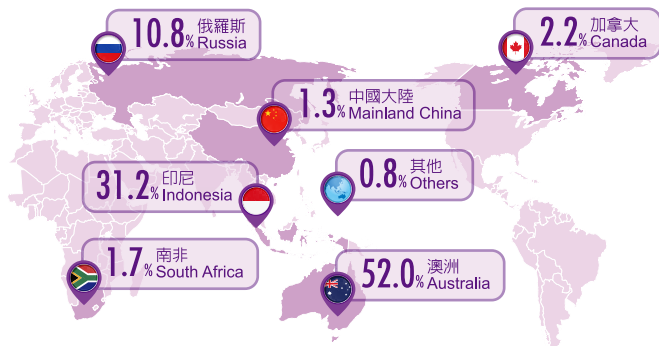 10.8% 俄羅斯 Russia
2.2% 加拿大 Canada
1.3% 中國大陸 Mainland China
31.2% 印尼 Indonesia
0.8% 其他 Others
1.7% 南非 South Africa
52.0% 澳洲 Australia